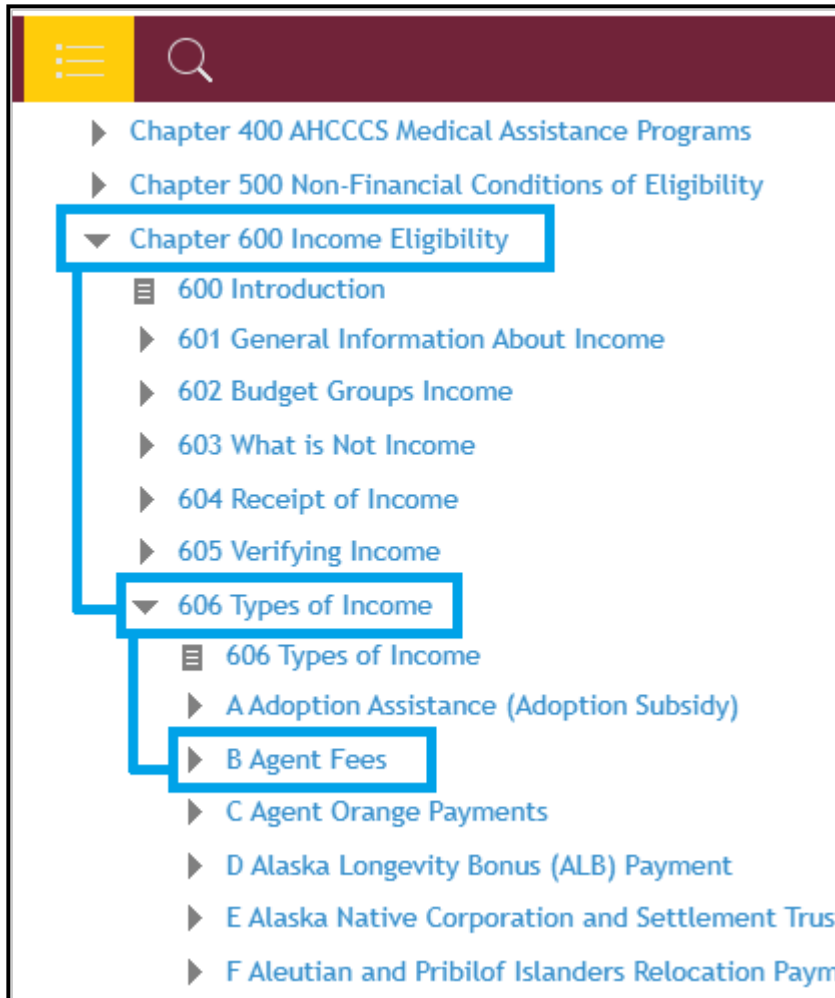 Chapter 400 AHCCCS Medical Assistance Programs
Chapter 500 Non-Financial Conditions of Eligibility
Chapter 600 Income Eligibility
600 Introduction
601 General Information About Income
602 Budget Groups Income
603 What is Not Income
604 Receipt of Income
605 Verifying Income
606 Types of Income
606 Types of Income
A Adoption Assistance (Adoption Subsidy)
B Agent Fees
C Agent Orange Payments
D Alaska Longevity Bonus (ALB) Payment
E Alaska Native Corporation and Settlement Trus
F Aleutian and Pribilof Islanders Relocation Paym